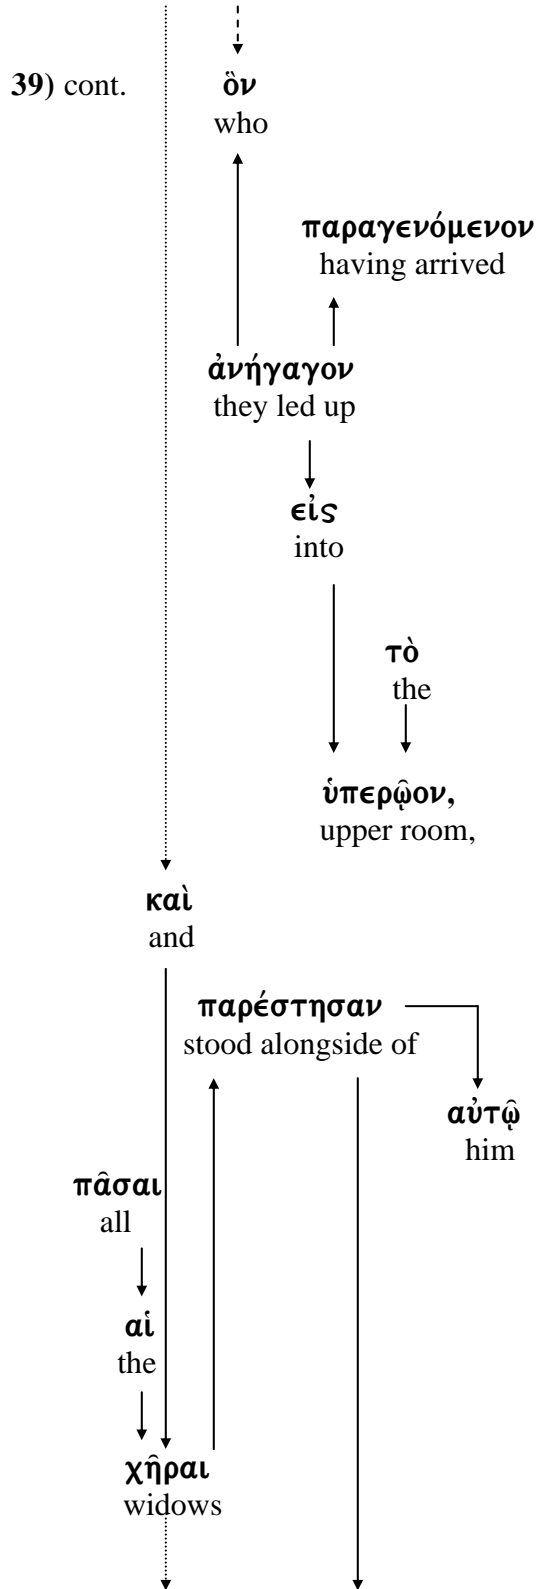 39) cont.
ὃν
who
παραγενόμενον
having arrived
ἀνήγαγον
they led up
εἰς
into
τὸ
the
ὑπερῷον,
upper room,
καὶ
and
παρέστησαν
stood alongside of
αὐτῷ
him
πᾶσαι
all
αἱ
the
χῆραι
widows